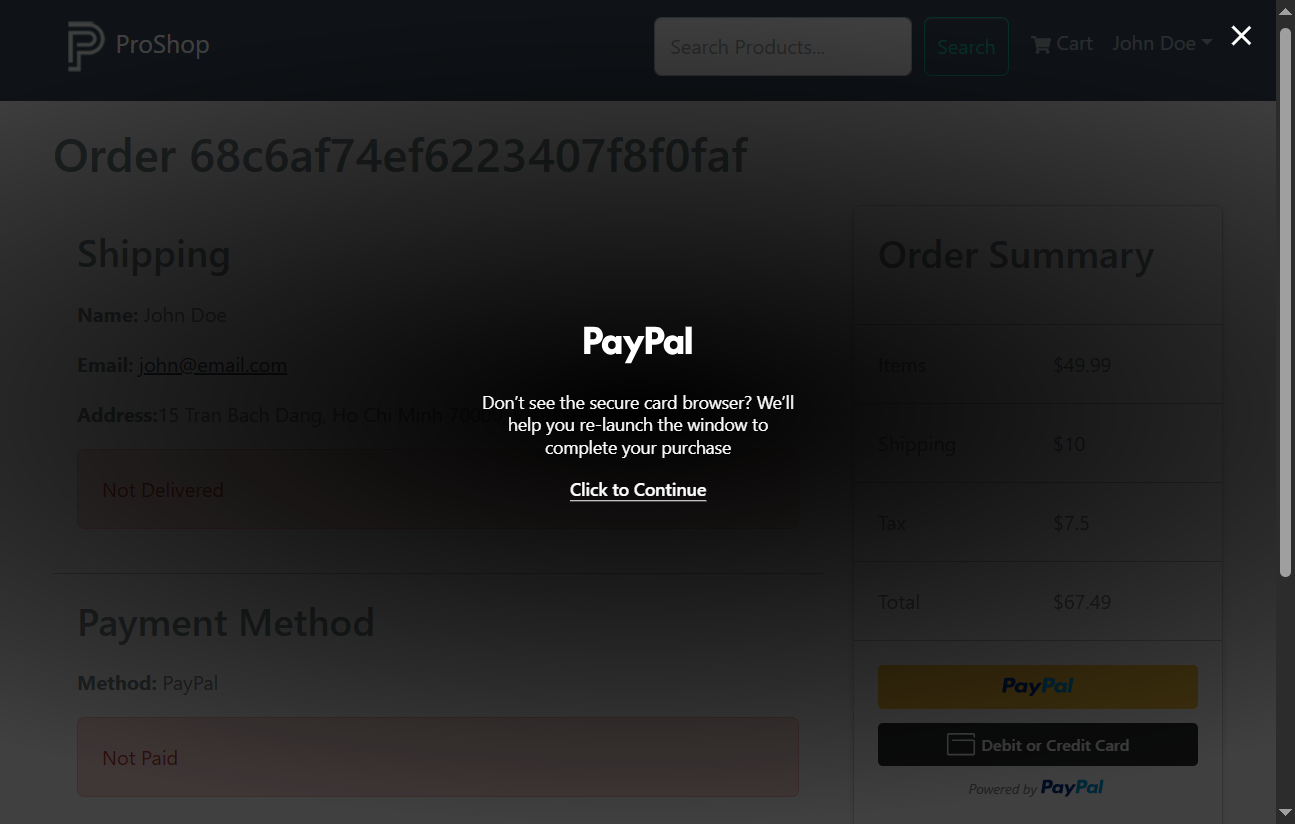 ProShop
Search Products...
Search
Cart
John Doe
Order 68c6af74ef6223407f8f0faf
Shipping
Name: John Doe
Email: john@email.com
Address:15 Tran Bach Dang, Ho Chi Minh
Not Delivered
Payment Method
Method: PayPal
Not Paid
PayPal
Don't see the secure card browser? We'll
help you re-launch the window to
complete your purchase
Click to Continue
Order Summary
Items $49.99
Shipping $10
Tax $7.5
Total $67.49
PayPal
Debit or Credit Card
Powered by PayPal